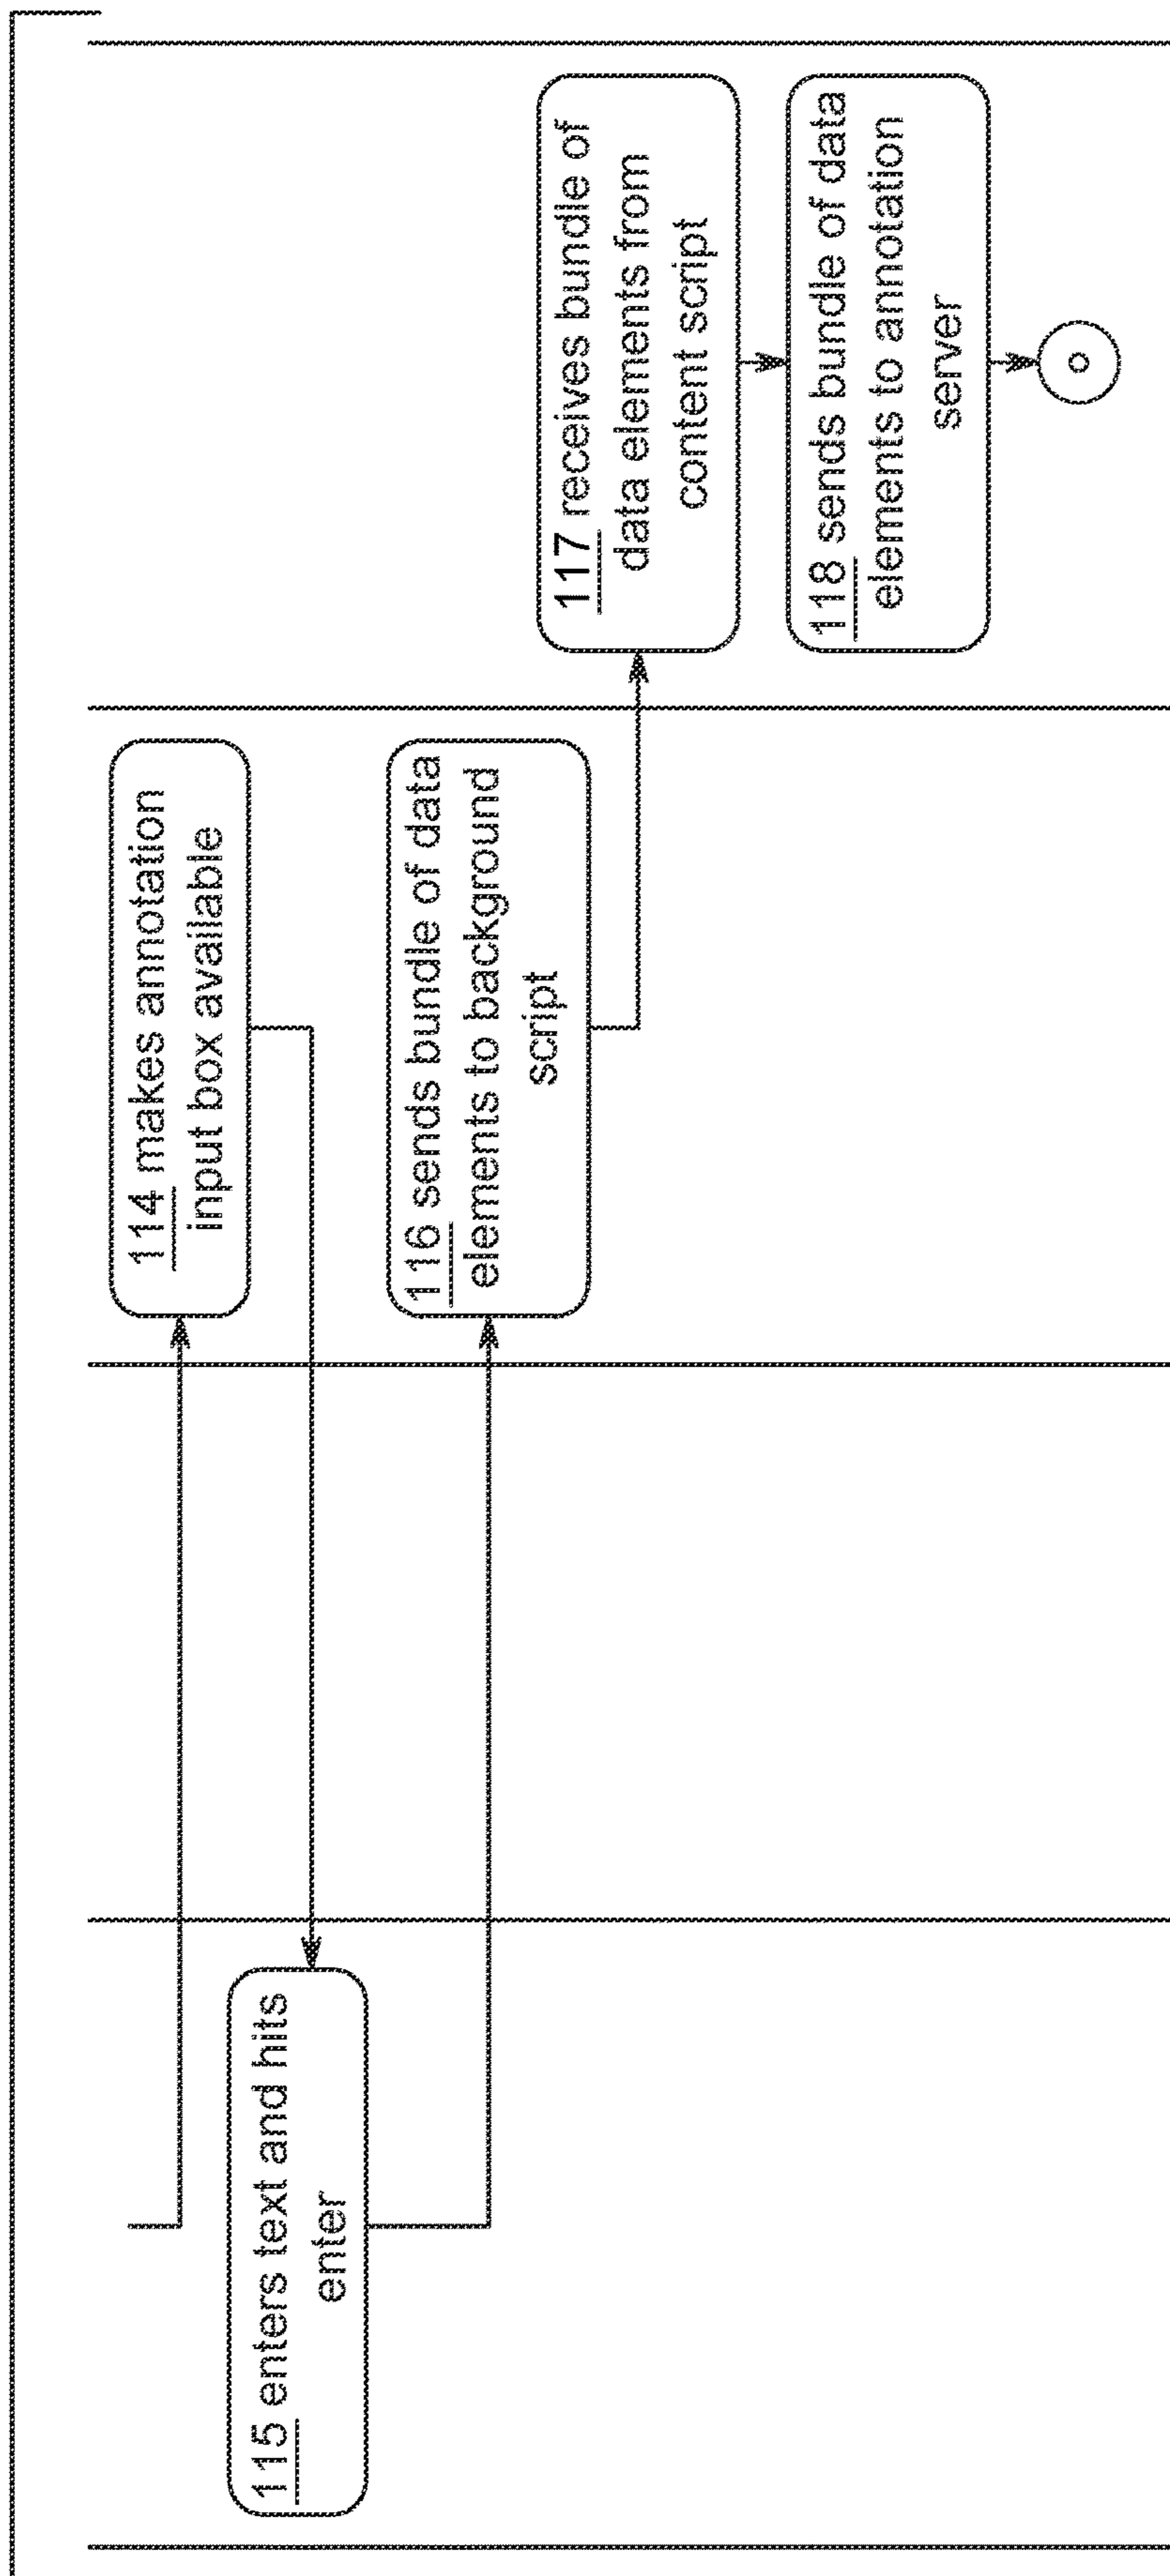 114 makes annotation
input box available
115 enters text and hits
enter
116 sends bundle of data
elements to background
script
117 receives bundle of
data elements from
content script
118 sends bundle of data
elements to annotation
server